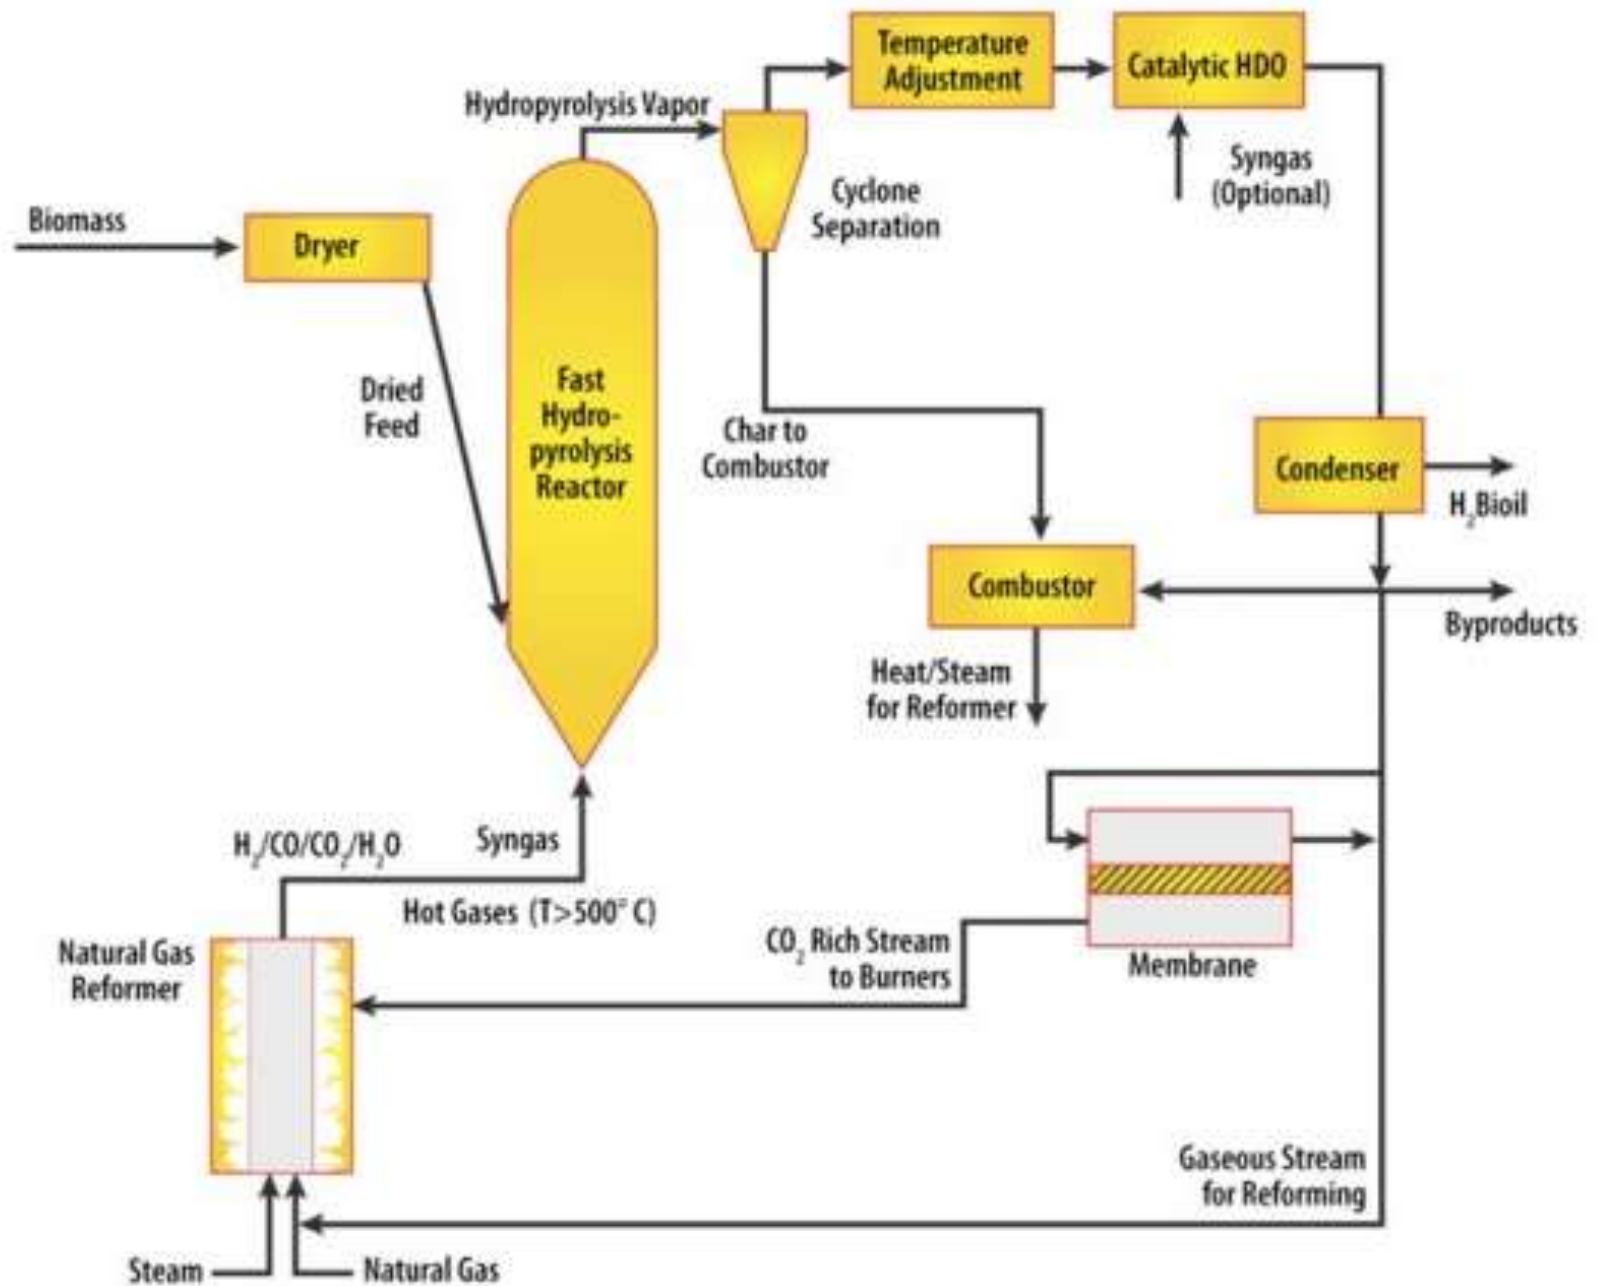 Temperature
Adjustment
Catalytic HDO
Hydropyrolysis Vapor
Syngas
(Optional)
Cyclone
Separation
Biomass
Dryer
Dried
Feed
Fast
Hydro-
pyrolysis
Reactor
Char to
Combustor
Condenser
H₂Bioil
Combustor
Byproducts
Heat/Steam
for Reformer
H₂/CO/CO₂/H₂O
Syngas
Hot Gases (T>500° C)
Natural Gas
Reformer
CO₂ Rich Stream
to Burners
Membrane
Gaseous Stream
for Reforming
Steam
Natural Gas